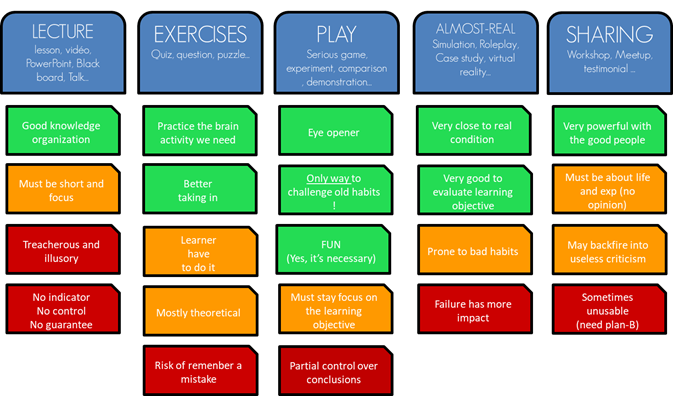 LECTURE
lesson, vidéo,
PowerPoint, Black
board, Talk...
Good knowledge
organization
Must be short and
focus
Treacherous and
illusory
No indicator
No control
No guarantee
EXERCISES
Quiz, question, puzzle...
Practice the brain
activity we need
Better
taking in
Learner
have
to do it
Mostly theoretical
Risk of remenber a
mistake
PLAY
Serious game,
experiment, comparison
, demonstration...
Eye opener
Only way to
challenge old habits
!
FUN
(Yes, it's necessary)
Must stay focus on
the learning
objective
Partial control over
conclusions
ALMOST-REAL
Simulation, Roleplay,
Case study, virtual
reality...
Very close to real
condition
Very good to
evaluate learning
objective
Prone to bad habits
Failure has more
impact
SHARING
Workshop, Meetup,
testimonial ...
Very powerful with
the good people
Must be about life
and exp (no
opinion)
May backfire into
useless criticism
Sometimes
unusable
(need plan-B)